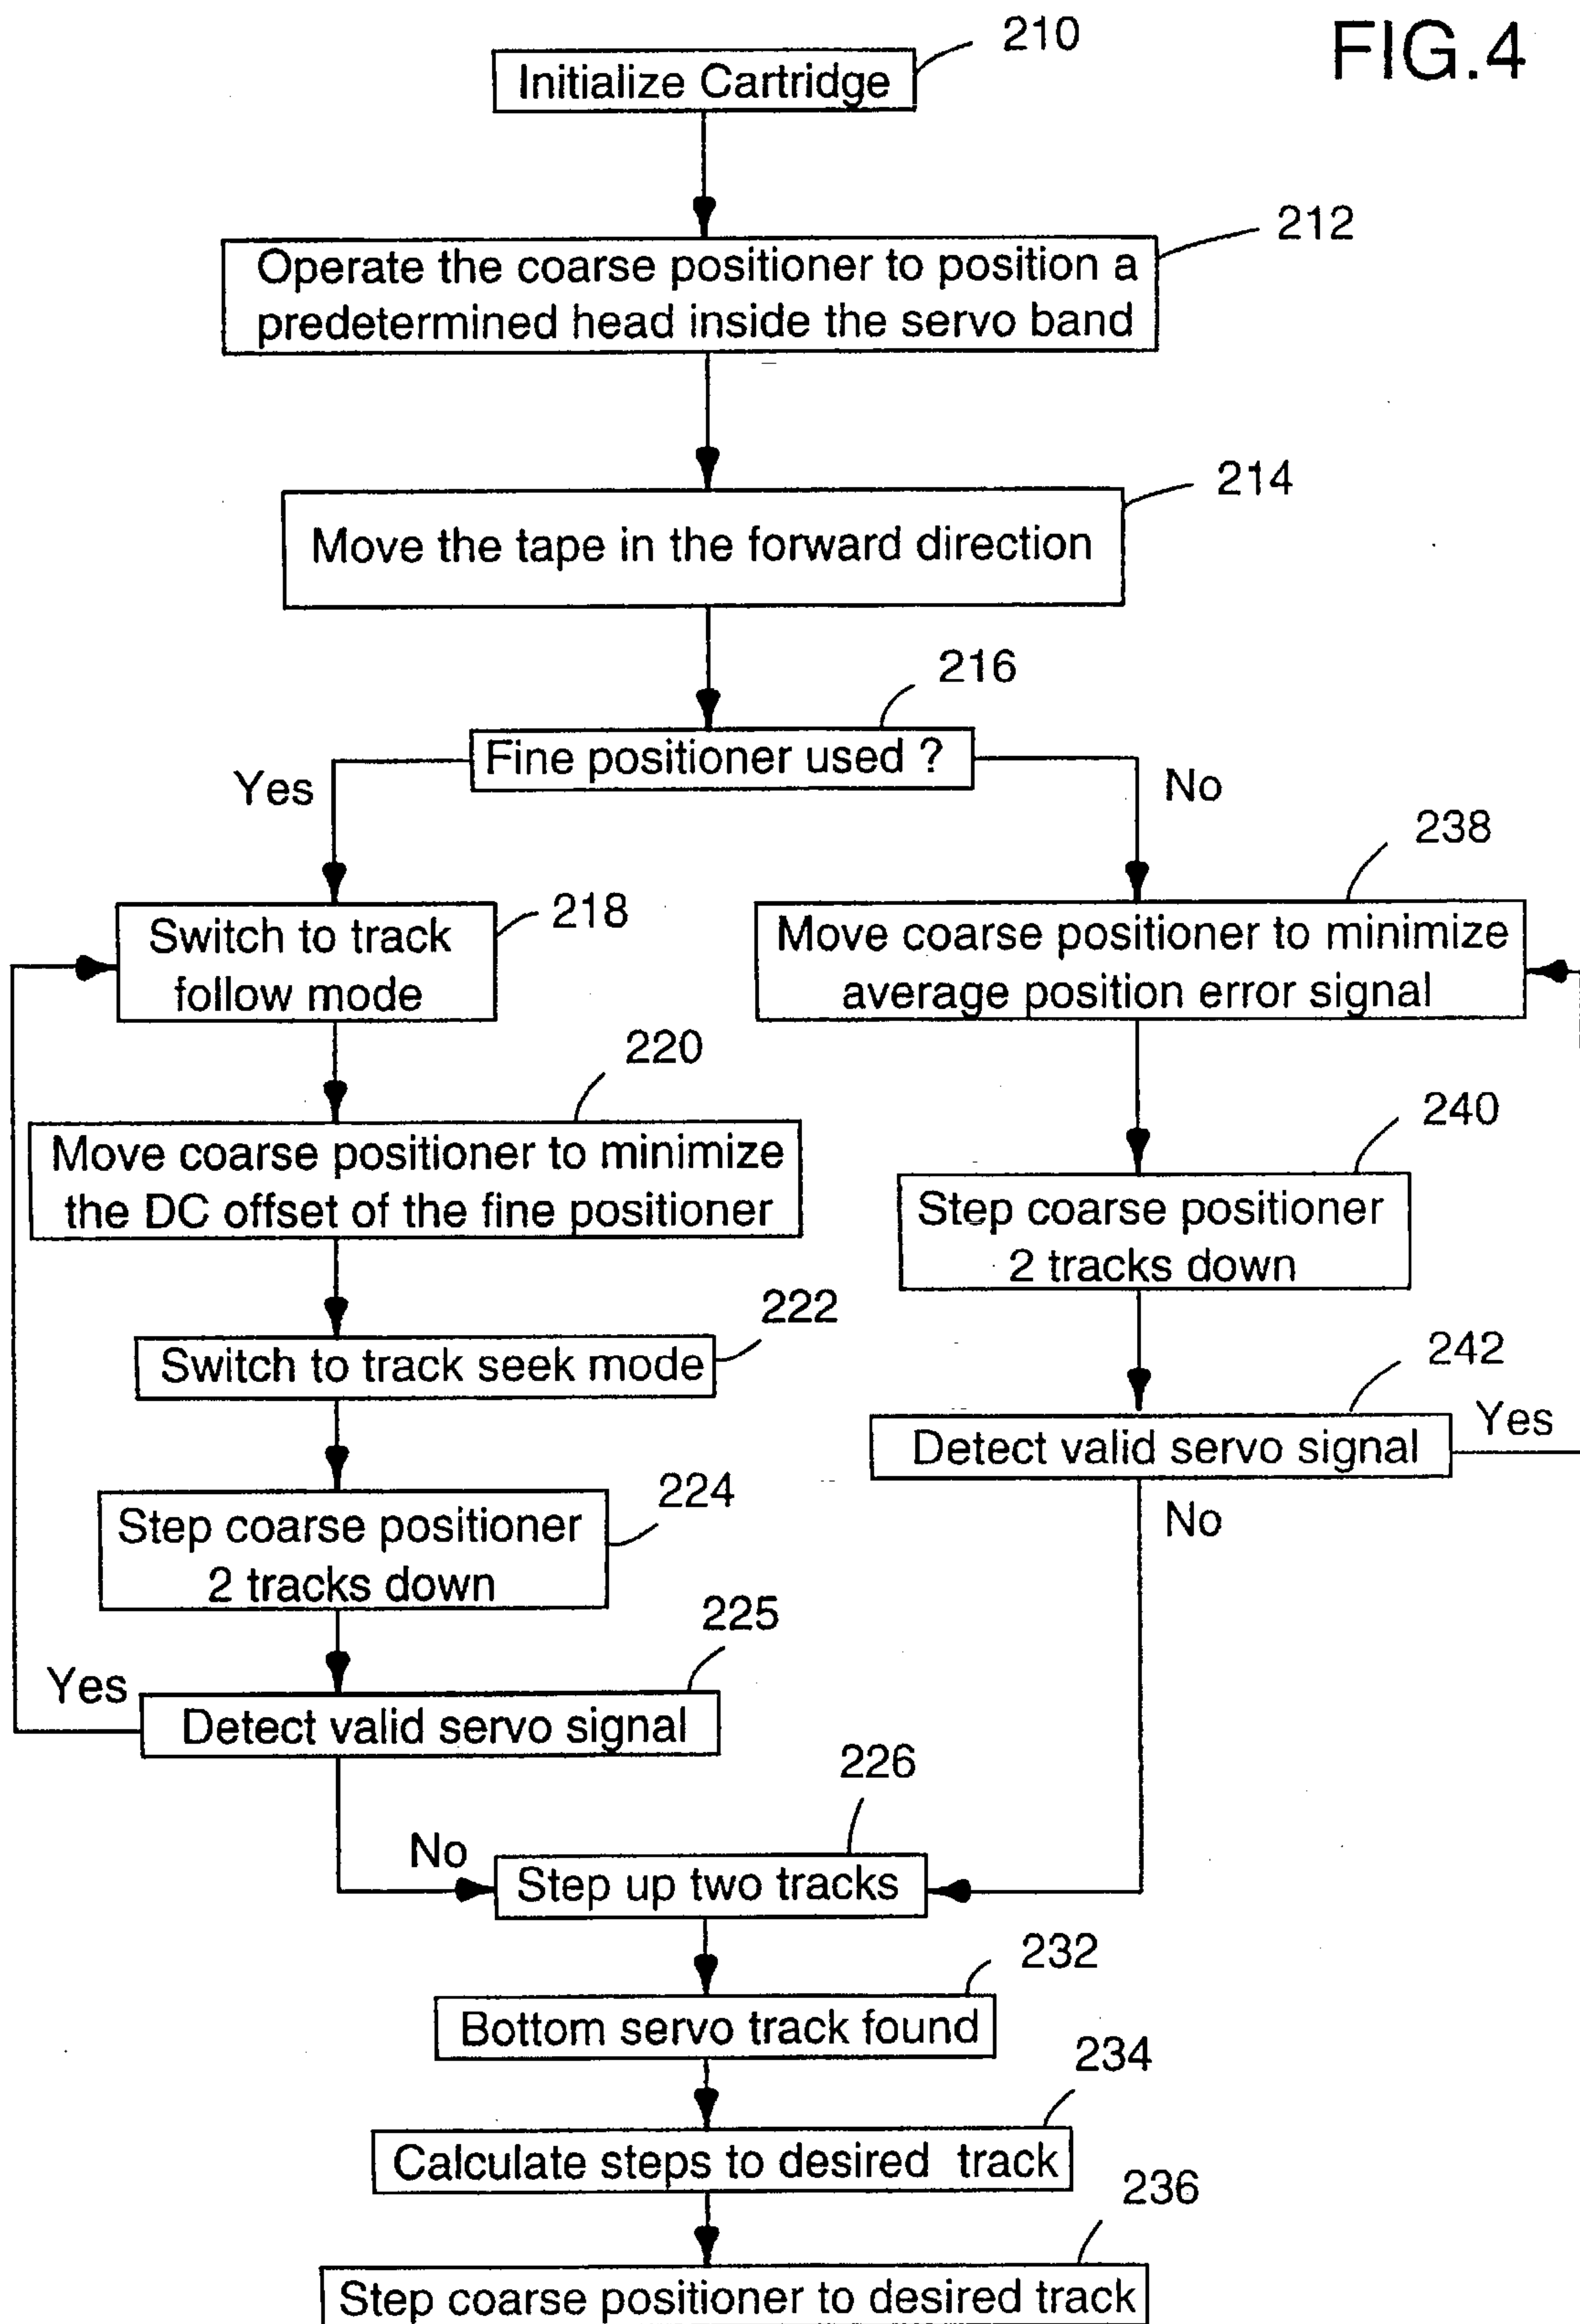 FIG.4
210
Initialize Cartridge
212
Operate the coarse positioner to position a
predetermined head inside the servo band
214
Move the tape in the forward direction
216
Fine positioner used ?
Yes
No
218
Switch to track
follow mode
238
Move coarse positioner to minimize
average position error signal
220
Move coarse positioner to minimize
the DC offset of the fine positioner
240
Step coarse positioner
2 tracks down
222
Switch to track seek mode
242
Detect valid servo signal
Yes
No
224
Step coarse positioner
2 tracks down
225
Yes
Detect valid servo signal
No
226
Step up two tracks
232
Bottom servo track found
234
Calculate steps to desired track
236
Step coarse positioner to desired track